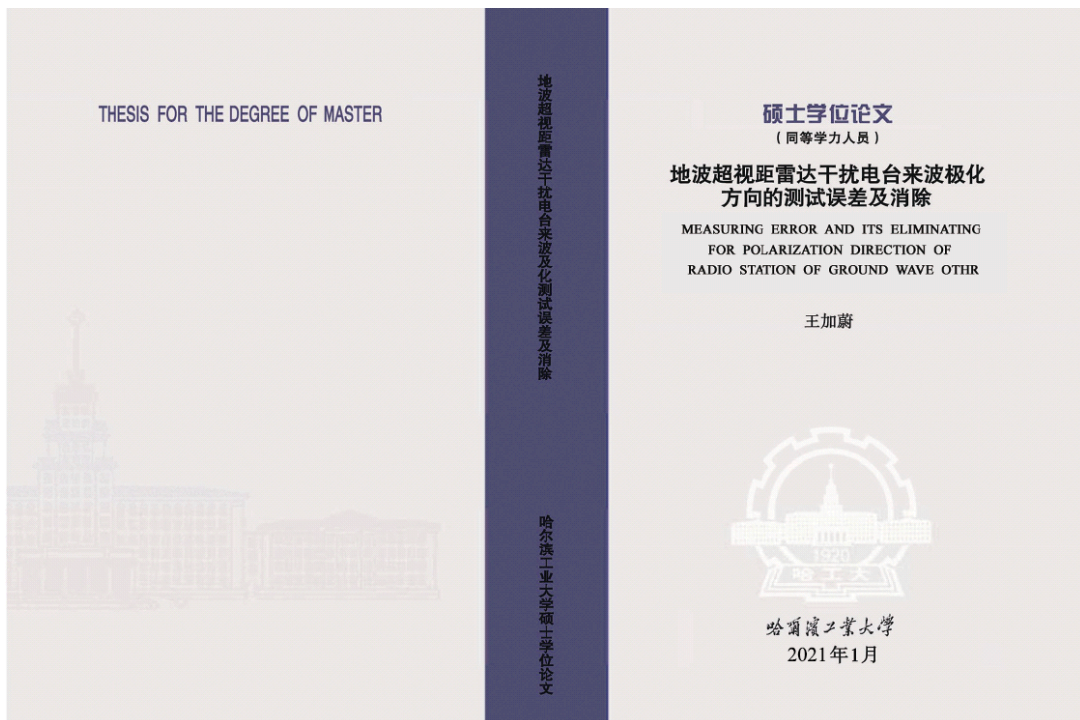 THESIS FOR THE DEGREE OF MASTER
地波超视距雷达干扰电台来波及化测试误差及消除
哈尔滨工业大学硕士学位论文
硕士学位论文
（同等学力人员）
地波超视距雷达干扰电台来波极化
方向的测试误差及消除
MEASURING ERROR AND ITS ELIMINATING
FOR POLARIZATION DIRECTION OF
RADIO STATION OF GROUND WAVE OTHR
王加蔚
1920
哈工大
哈爾濱工業大學
2021年1月